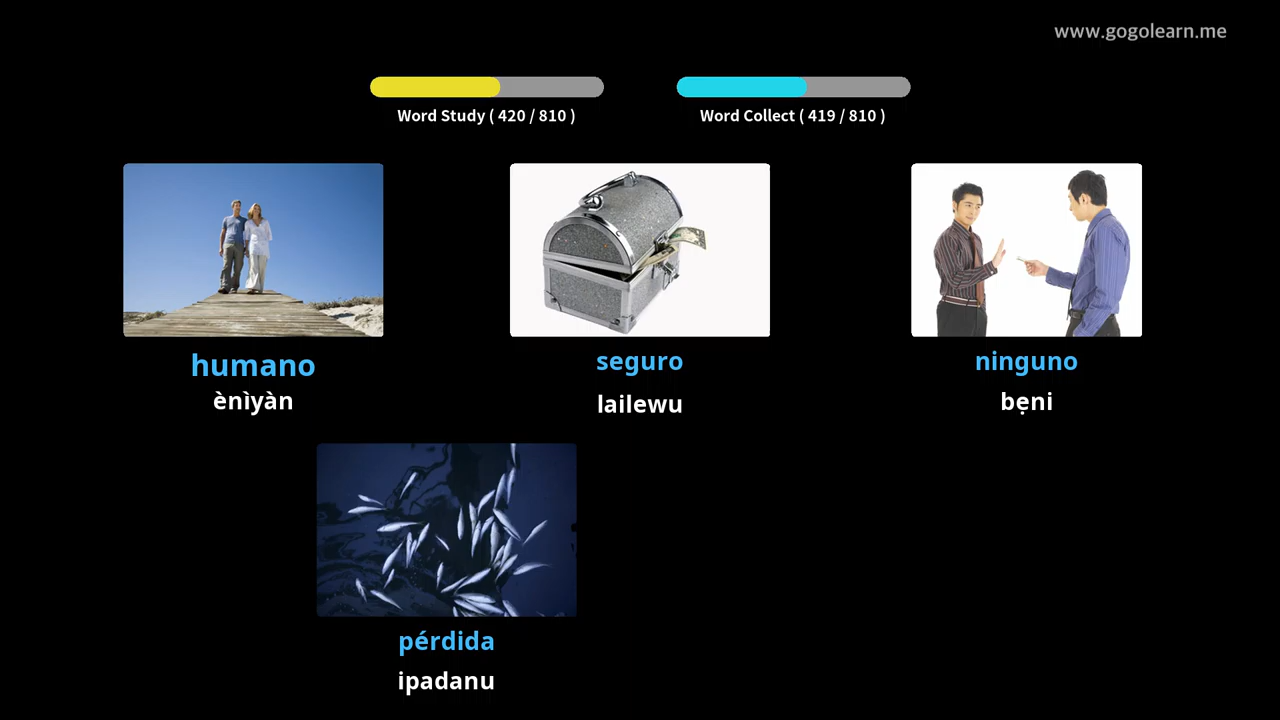 www.gogolearn.me
Word Study ( 420 / 810 )
Word Collect ( 419 / 810 )
humano
ènìyàn
seguro
lailewu
ninguno
bẹni
pérdida
ipadanu